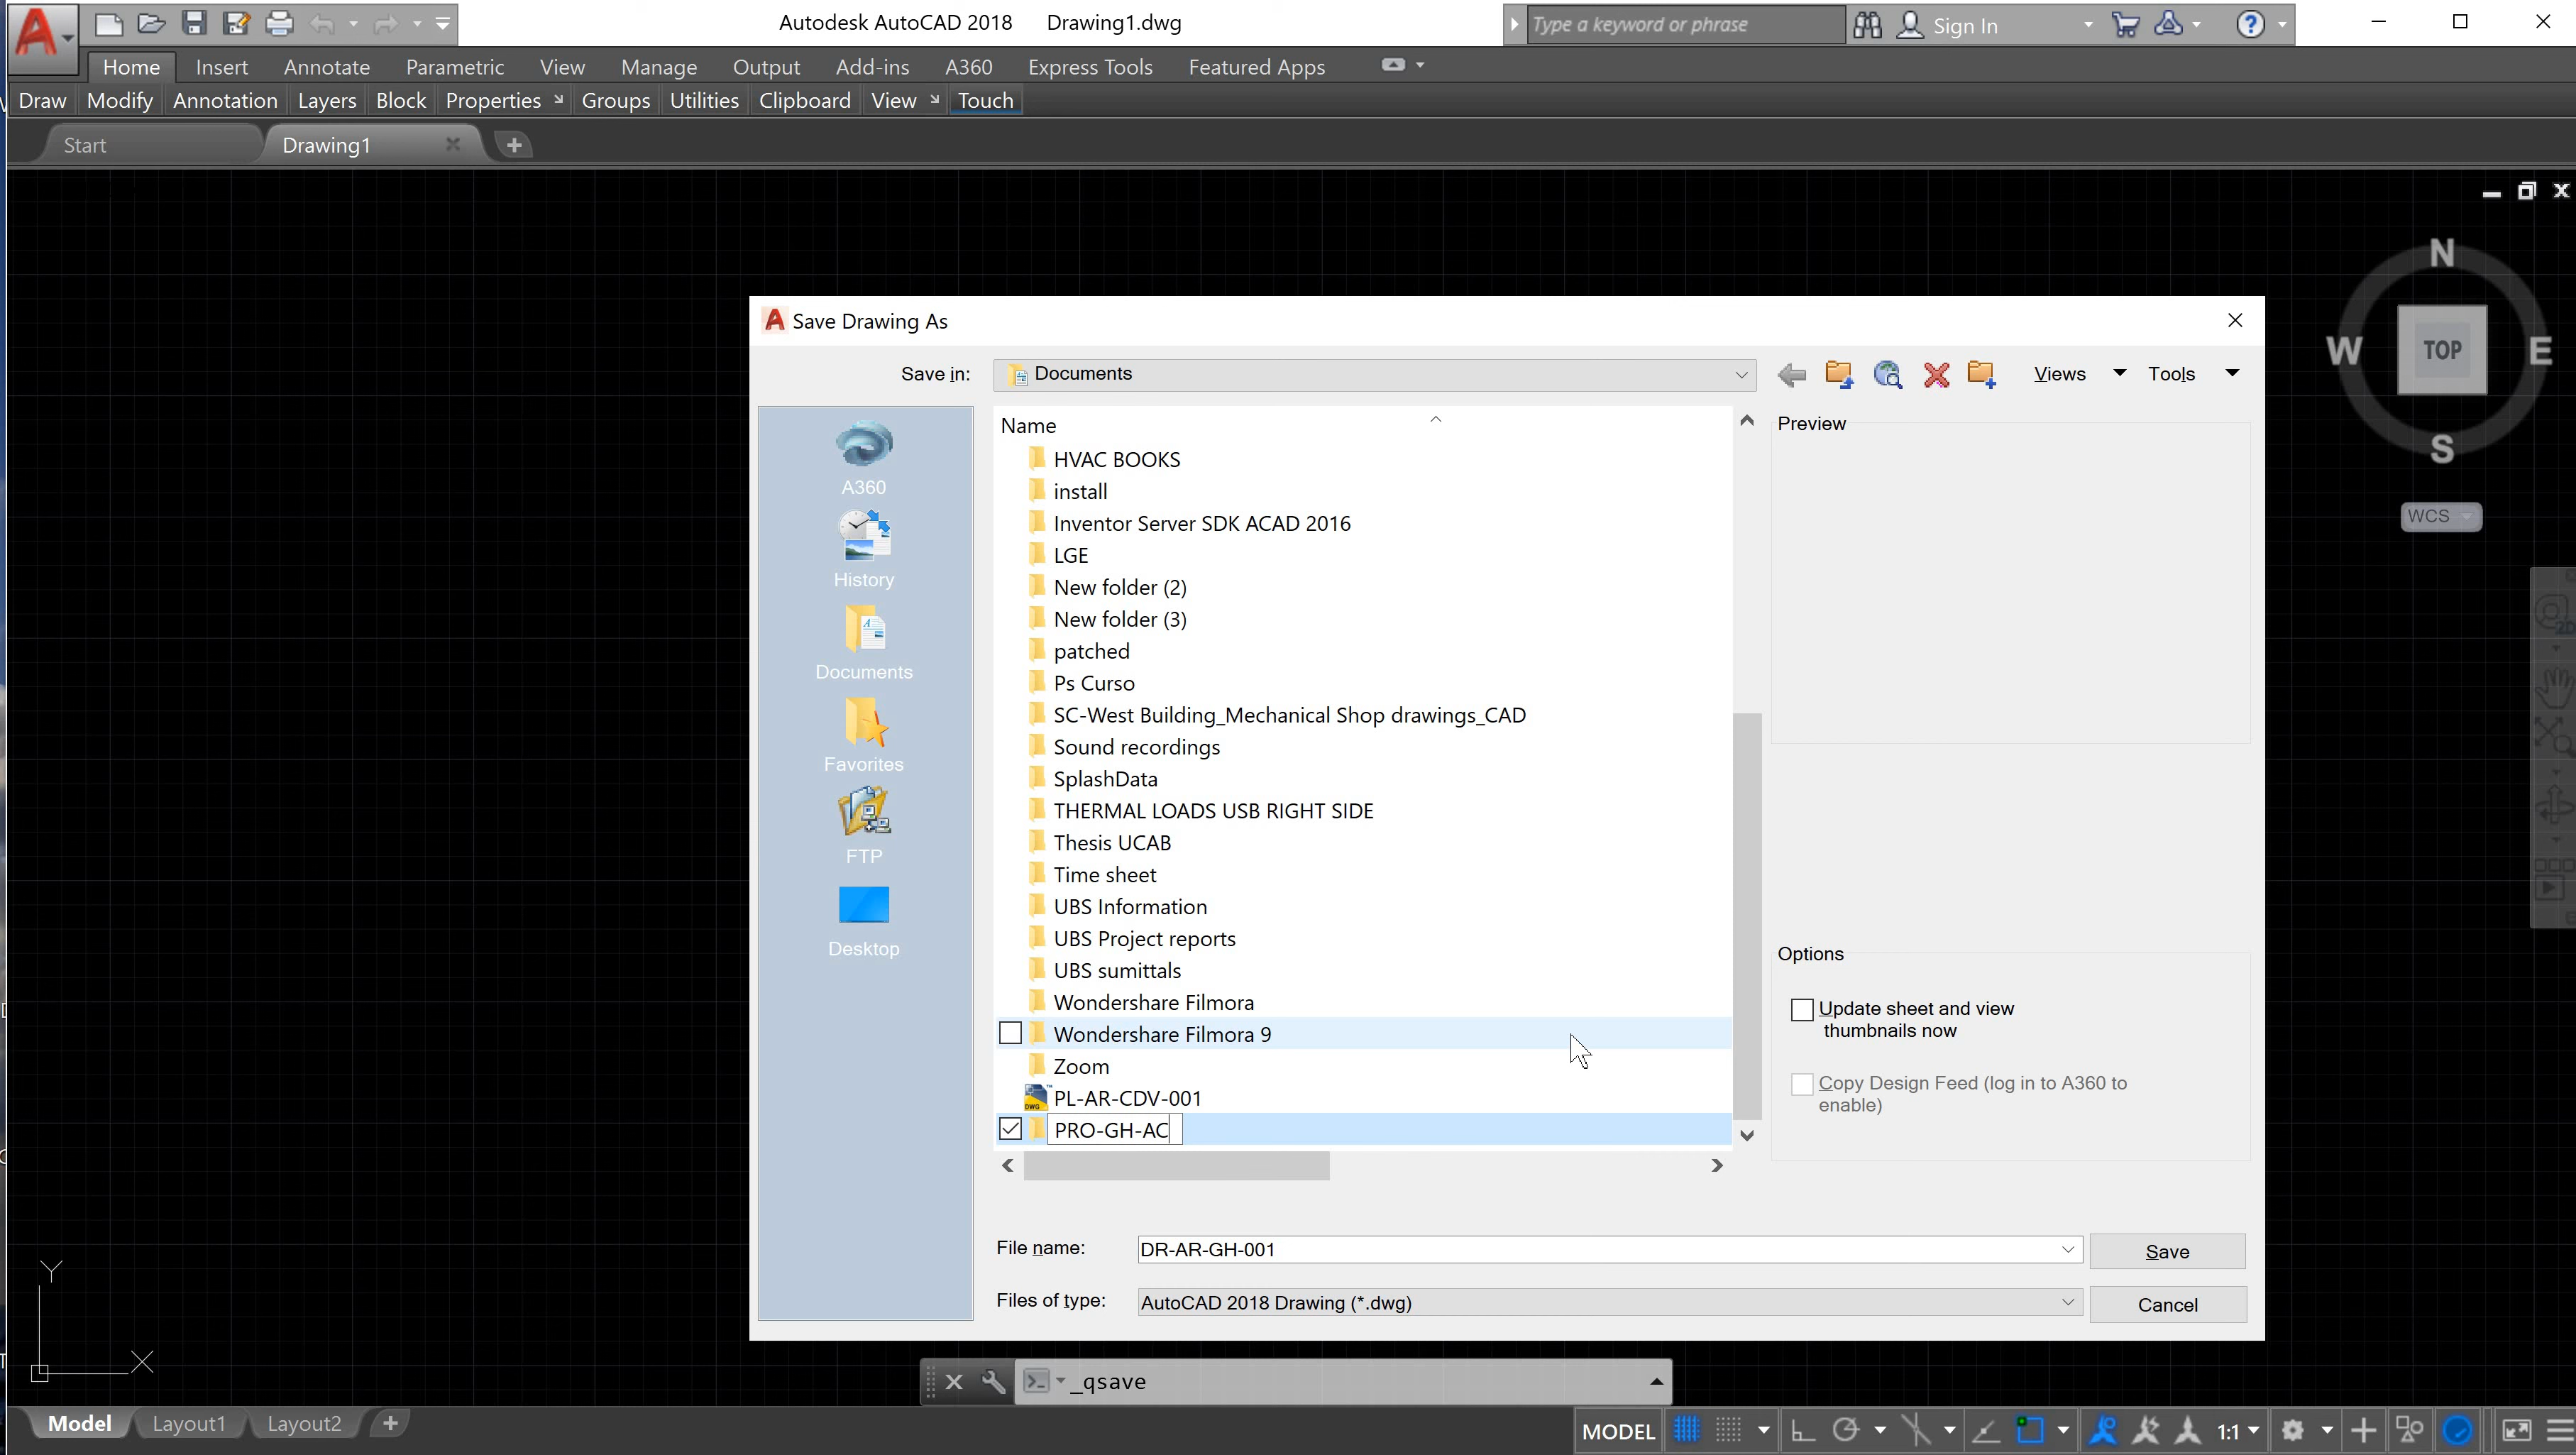 Autodesk AutoCAD 2018 Drawing1.dwg
Type a keyword or phrase
Sign In
Home Insert Annotate Parametric View Manage Output Add-ins A360 Express Tools Featured Apps
Draw Modify Annotation Layers Block Properties Groups Utilities Clipboard View Touch
Start Drawing1
N
W TOP E
S
WCS
Save Drawing As
Save in: Documents Views Tools
A360
History
Documents
Favorites
FTP
Desktop
Name
HVAC BOOKS
install
Inventor Server SDK ACAD 2016
LGE
New folder (2)
New folder (3)
patched
Ps Curso
SC-West Building_Mechanical Shop drawings_CAD
Sound recordings
SplashData
THERMAL LOADS USB RIGHT SIDE
Thesis UCAB
Time sheet
UBS Information
UBS Project reports
UBS sumittals
Wondershare Filmora
Wondershare Filmora 9
Zoom
DWG PL-AR-CDV-001
PRO-GH-AC
Preview
Options
Update sheet and view
thumbnails now
Copy Design Feed (log in to A360 to
enable)
File name: DR-AR-GH-001 Save
Files of type: AutoCAD 2018 Drawing (*.dwg) Cancel
2D
Y
X
_qsave
Model Layout1 Layout2
MODEL 1:1